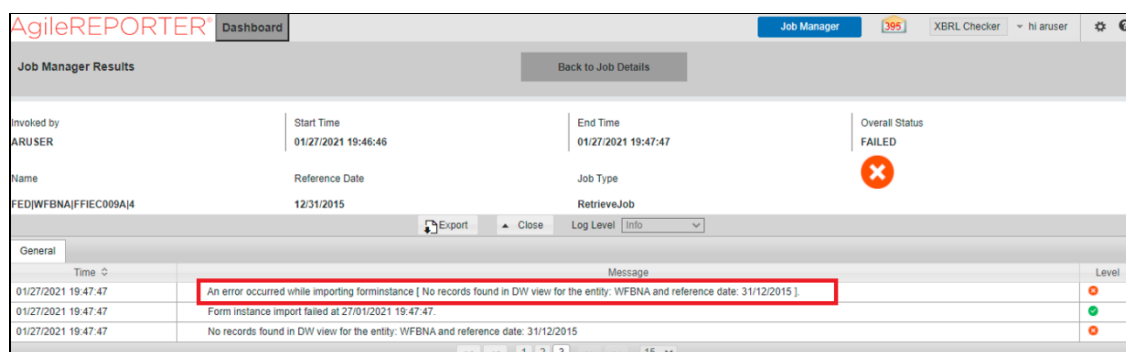 AgileREPORTER® Dashboard Job Manager 395 XBRL Checker hi aruser
Job Manager Results Back to Job Details
Invoked by Start Time End Time Overall Status
ARUSER 01/27/2021 19:46:46 01/27/2021 19:47:47 FAILED
Name Reference Date Job Type
FED|WFBNA|FFIEC009A|4 12/31/2015 RetrieveJob
Export Close Log Level Info
General
Time Message Level
01/27/2021 19:47:47 An error occurred while importing forminstance [ No records found in DW view for the entity: WFBNA and reference date: 31/12/2015 ].
01/27/2021 19:47:47 Form instance import failed at 27/01/2021 19:47:47.
01/27/2021 19:47:47 No records found in DW view for the entity: WFBNA and reference date: 31/12/2015
1 2 3 15